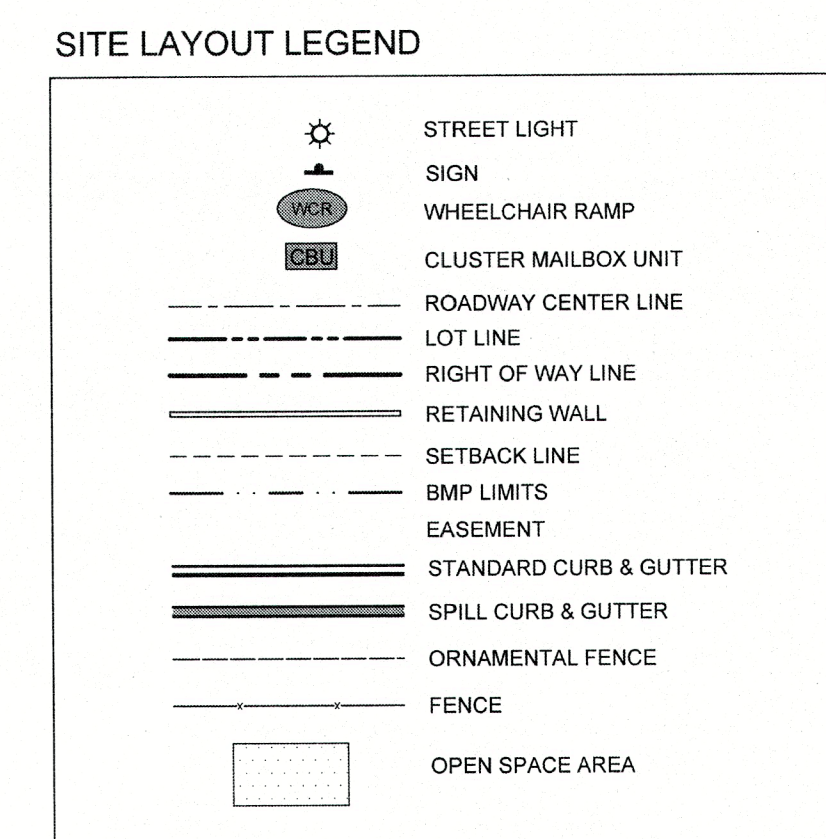 SITE LAYOUT LEGEND
STREET LIGHT
SIGN
WCR WHEELCHAIR RAMP
CBU CLUSTER MAILBOX UNIT
ROADWAY CENTER LINE
LOT LINE
RIGHT OF WAY LINE
RETAINING WALL
SETBACK LINE
BMP LIMITS
EASEMENT
STANDARD CURB & GUTTER
SPILL CURB & GUTTER
ORNAMENTAL FENCE
x x FENCE
OPEN SPACE AREA